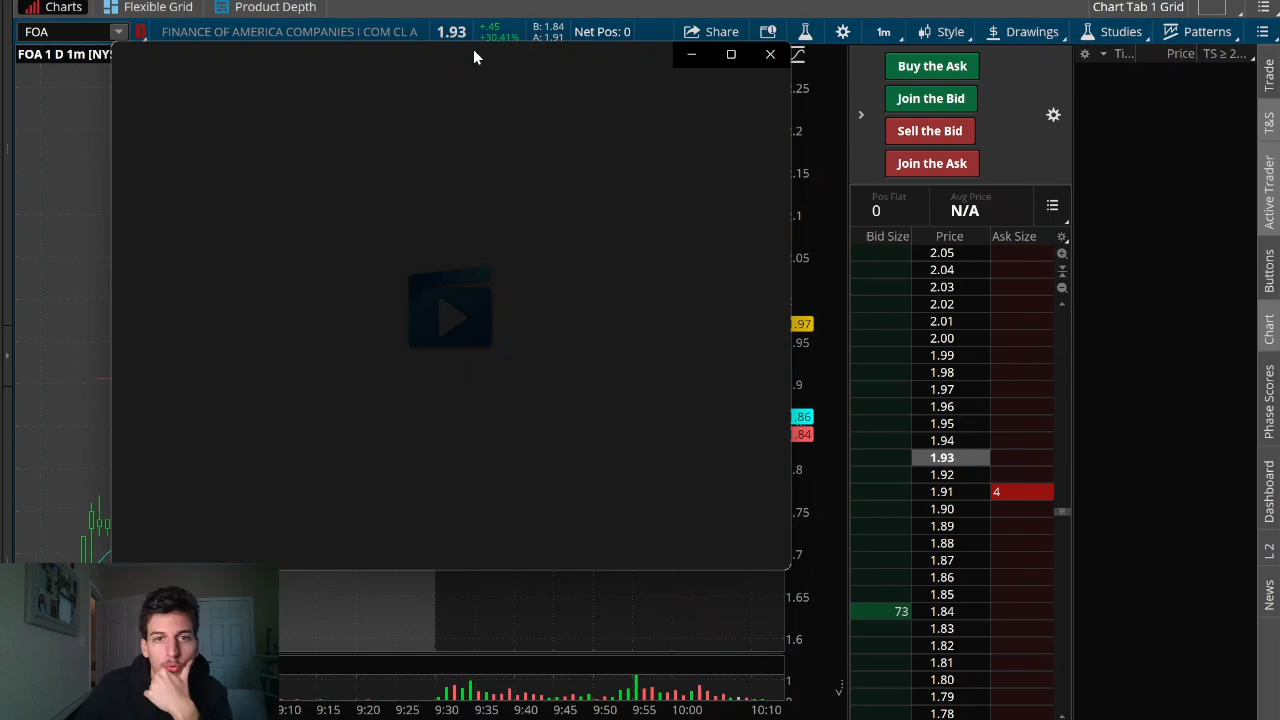 Charts
Flexible Grid
Product Depth
Chart Tab 1 Grid
FOA
FINANCE OF AMERICA COMPANIES I COM CL A
1.93
+.45
+30.41%
B: 1.84
A: 1.91
Net Pos: 0
Share
1m
Style
Drawings
Studies
Patterns
FOA 1 D 1m [NY
.25
.2
.15
.1
.05
.97
.95
.9
.86
.84
.8
.75
.7
1.65
1.6
1
Buy the Ask
Join the Bid
Sell the Bid
Join the Ask
Pos Flat
0
Avg Price
N/A
Bid Size Price Ask Size
2.05
2.04
2.03
2.02
2.01
2.00
1.99
1.98
1.97
1.96
1.95
1.94
1.93
1.92
1.91 4
1.90
1.89
1.88
1.87
1.86
1.85
73 1.84
1.83
1.82
1.81
1.80
1.79
1.78
Ti... Price TS ≥ 2...
Trade
T&S
Active Trader
Buttons
Chart
Phase Scores
Dashboard
L 2
News
9:10 9:15 9:20 9:25 9:30 9:35 9:40 9:45 9:50 9:55 10:00 10:10